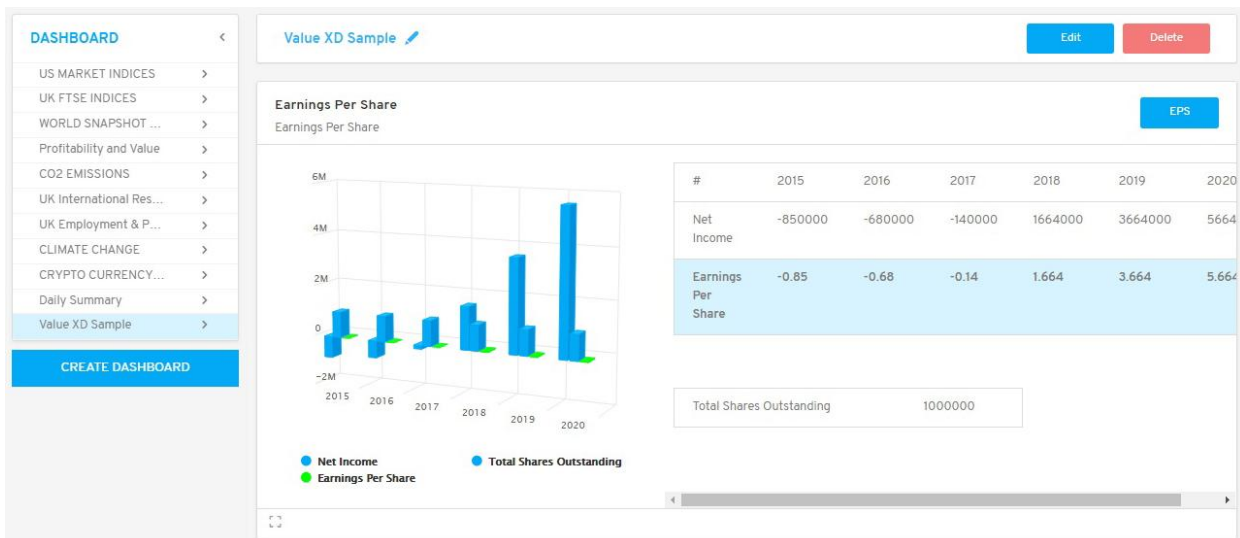 DASHBOARD
US MARKET INDICES
UK FTSE INDICES
WORLD SNAPSHOT ...
Profitability and Value
CO2 EMISSIONS
UK International Res...
UK Employment & P...
CLIMATE CHANGE
CRYPTO CURRENCY...
Daily Summary
Value XD Sample
CREATE DASHBOARD
Value XD Sample
Edit
Delete
Earnings Per Share
Earnings Per Share
EPS
6M
4M
2M
0
−2M
2015
2016
2017
2018
2019
2020
Net Income
Total Shares Outstanding
Earnings Per Share
# 2015 2016 2017 2018 2019 2020
Net -850000 -680000 -140000 1664000 3664000 5664
Income
Earnings -0.85 -0.68 -0.14 1.664 3.664 5.664
Per
Share
Total Shares Outstanding 1000000